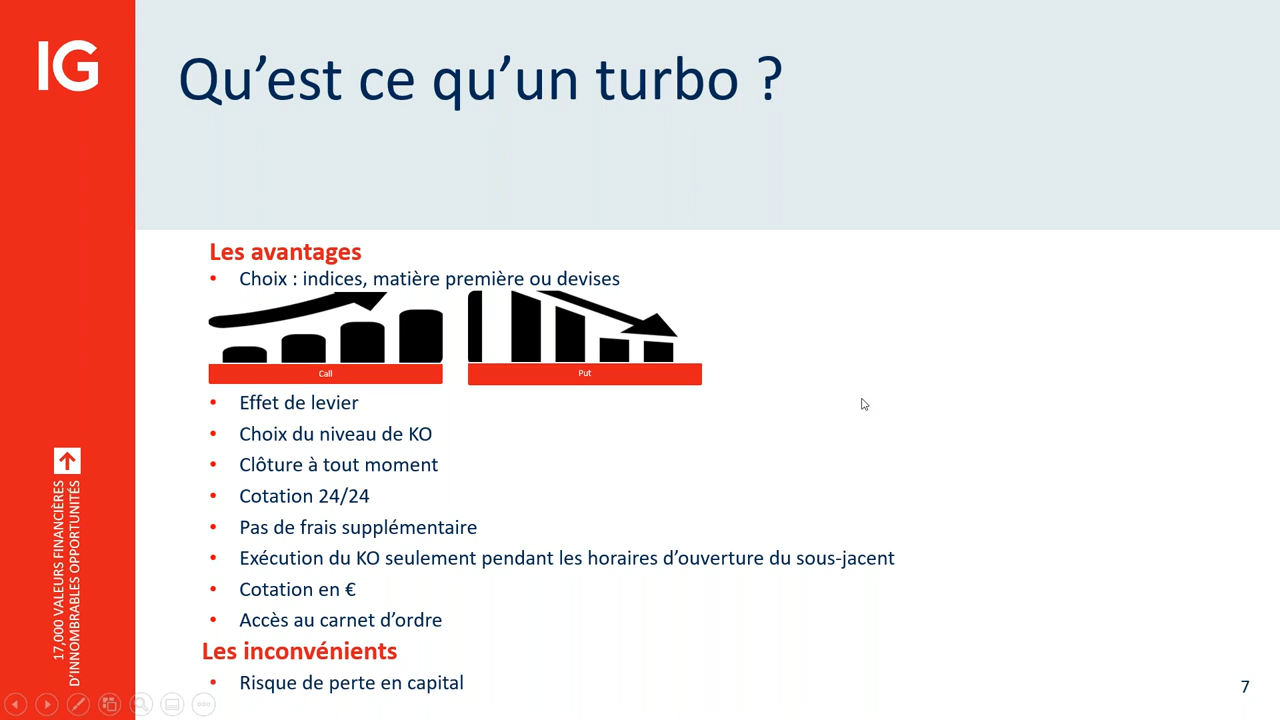 IG
Qu’est ce qu’un turbo ?
Les avantages
• Choix : indices, matière première ou devises
Call
Put
• Effet de levier
• Choix du niveau de KO
• Clôture à tout moment
• Cotation 24/24
• Pas de frais supplémentaire
• Exécution du KO seulement pendant les horaires d’ouverture du sous-jacent
• Cotation en €
• Accès au carnet d’ordre
Les inconvénients
• Risque de perte en capital
17,000 VALEURS FINANCIÈRES
D’INNOMBRABLES OPPORTUNITÉS
7